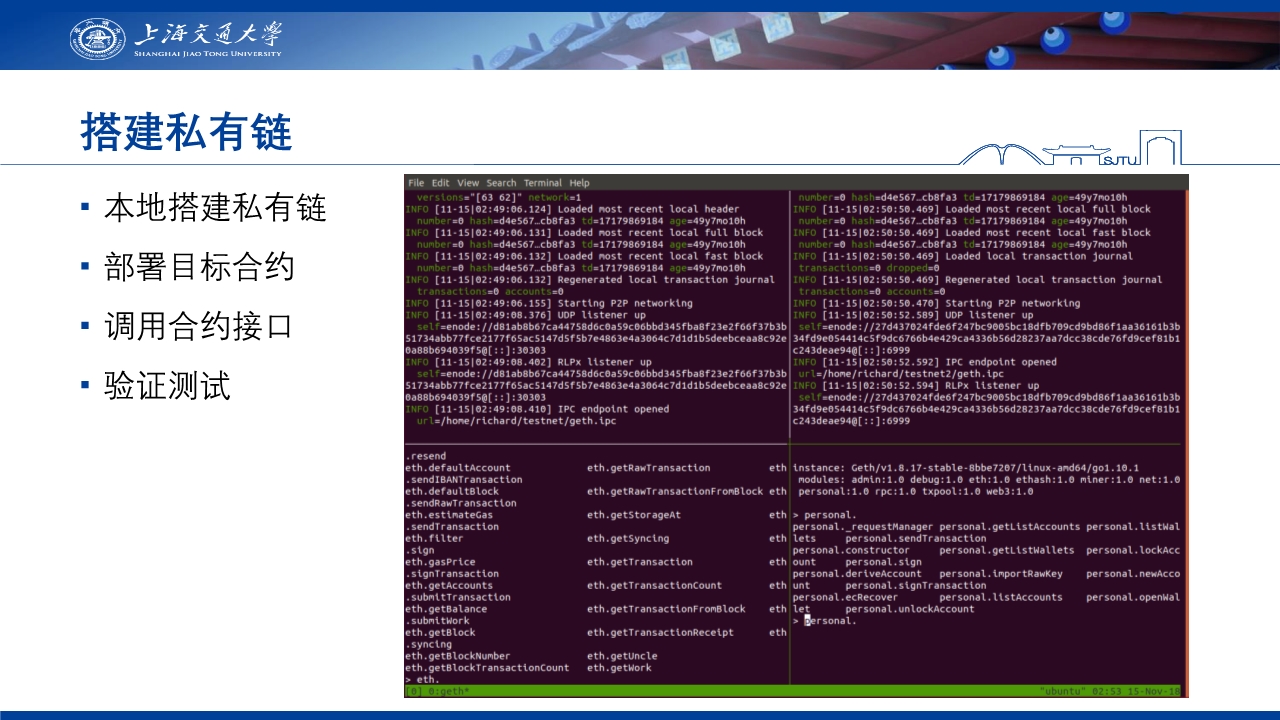 上海交通大学
SHANGHAI JIAO TONG UNIVERSITY
搭建私有链
SJTU
▪ 本地搭建私有链
▪ 部署目标合约
▪ 调用合约接口
▪ 验证测试
File Edit View Search Terminal Help
versions="[63 62]" network=1
INFO [11-15|02:49:06.124] Loaded most recent local header
number=0 hash=d4e567…cb8fa3 td=17179869184 age=49y7mo10h
INFO [11-15|02:49:06.131] Loaded most recent local full block
number=0 hash=d4e567…cb8fa3 td=17179869184 age=49y7mo10h
INFO [11-15|02:49:06.132] Loaded most recent local fast block
number=0 hash=d4e567…cb8fa3 td=17179869184 age=49y7mo10h
INFO [11-15|02:49:06.132] Regenerated local transaction journal
transactions=0 accounts=0
INFO [11-15|02:49:06.155] Starting P2P networking
INFO [11-15|02:49:08.376] UDP listener up
self=enode://d81ab8b67ca44758d6c0a59c06bbd345fba8f23e2f66f37b3b
51734abb77fce2177f65ac5147d5f5b7e4863e4a3064c7d1d1b5deebceaa8c92e
0a88b694039f5@[::]:30303
INFO [11-15|02:49:08.402] RLPx listener up
self=enode://d81ab8b67ca44758d6c0a59c06bbd345fba8f23e2f66f37b3b
51734abb77fce2177f65ac5147d5f5b7e4863e4a3064c7d1d1b5deebceaa8c92e
0a88b694039f5@[::]:30303
INFO [11-15|02:49:08.410] IPC endpoint opened
url=/home/richard/testnet/geth.ipc
number=0 hash=d4e567…cb8fa3 td=17179869184 age=49y7mo10h
INFO [11-15|02:50:50.469] Loaded most recent local full block
number=0 hash=d4e567…cb8fa3 td=17179869184 age=49y7mo10h
INFO [11-15|02:50:50.469] Loaded most recent local fast block
number=0 hash=d4e567…cb8fa3 td=17179869184 age=49y7mo10h
INFO [11-15|02:50:50.469] Loaded local transaction journal
transactions=0 dropped=0
INFO [11-15|02:50:50.469] Regenerated local transaction journal
transactions=0 accounts=0
INFO [11-15|02:50:50.470] Starting P2P networking
INFO [11-15|02:50:52.589] UDP listener up
self=enode://27d437024fde6f247bc9005bc18dfb709cd9bd86f1aa36161b3b
34fd9e054414c5f9dc6766b4e429ca4336b56d28237aa7dcc38cde76fd9cef81b1
c243deae94@[::]:6999
INFO [11-15|02:50:52.592] IPC endpoint opened
url=/home/richard/testnet2/geth.ipc
INFO [11-15|02:50:52.594] RLPx listener up
self=enode://27d437024fde6f247bc9005bc18dfb709cd9bd86f1aa36161b3b
34fd9e054414c5f9dc6766b4e429ca4336b56d28237aa7dcc38cde76fd9cef81b1
c243deae94@[::]:6999
.resend
eth.defaultAccount eth.getRawTransaction eth
.sendIBANTransaction
eth.defaultBlock eth.getRawTransactionFromBlock eth
.sendRawTransaction
eth.estimateGas eth.getStorageAt eth
.sendTransaction
eth.filter eth.getSyncing eth
.sign
eth.gasPrice eth.getTransaction eth
.signTransaction
eth.getAccounts eth.getTransactionCount eth
.submitTransaction
eth.getBalance eth.getTransactionFromBlock eth
.submitWork
eth.getBlock eth.getTransactionReceipt eth
.syncing
eth.getBlockNumber eth.getUncle
eth.getBlockTransactionCount eth.getWork
> eth.
instance: Geth/v1.8.17-stable-8bbe7207/linux-amd64/go1.10.1
modules: admin:1.0 debug:1.0 eth:1.0 ethash:1.0 miner:1.0 net:1.0
personal:1.0 rpc:1.0 txpool:1.0 web3:1.0
> personal.
personal._requestManager personal.getListAccounts personal.listWal
lets personal.sendTransaction
personal.constructor personal.getListWallets personal.lockAcc
ount personal.sign
personal.deriveAccount personal.importRawKey personal.newAcco
unt personal.signTransaction
personal.ecRecover personal.listAccounts personal.openWal
let personal.unlockAccount
> personal.
[0] 0:geth* "ubuntu" 02:53 15-Nov-18